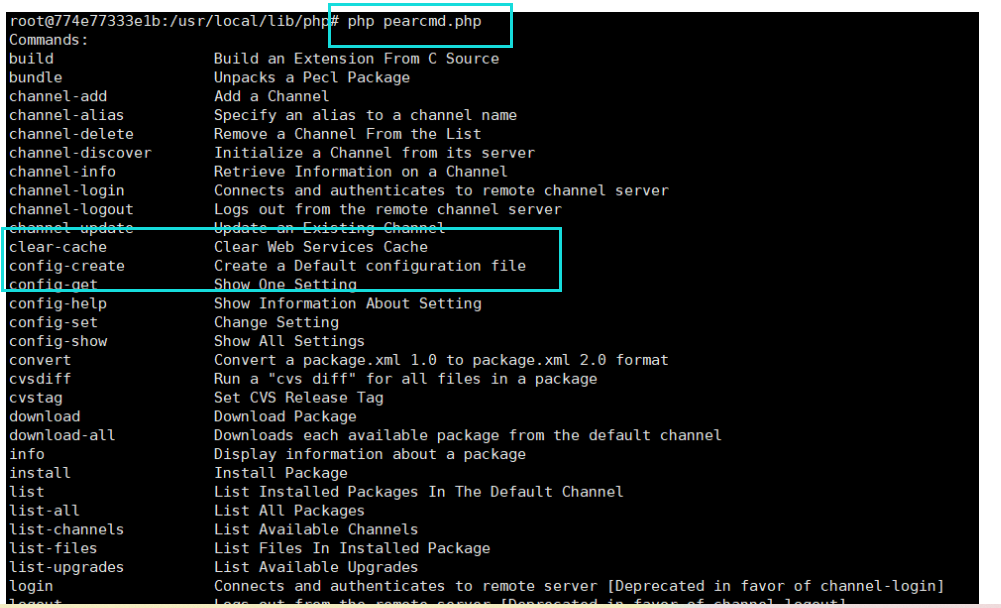 root@774e77333e1b:/usr/local/lib/php# php pearcmd.php
Commands:
build Build an Extension From C Source
bundle Unpacks a Pecl Package
channel-add Add a Channel
channel-alias Specify an alias to a channel name
channel-delete Remove a Channel From the List
channel-discover Initialize a Channel from its server
channel-info Retrieve Information on a Channel
channel-login Connects and authenticates to remote channel server
channel-logout Logs out from the remote channel server
channel-update Update an Existing Channel
clear-cache Clear Web Services Cache
config-create Create a Default configuration file
config-get Show One Setting
config-help Show Information About Setting
config-set Change Setting
config-show Show All Settings
convert Convert a package.xml 1.0 to package.xml 2.0 format
cvsdiff Run a "cvs diff" for all files in a package
cvstag Set CVS Release Tag
download Download Package
download-all Downloads each available package from the default channel
info Display information about a package
install Install Package
list List Installed Packages In The Default Channel
list-all List All Packages
list-channels List Available Channels
list-files List Files In Installed Package
list-upgrades List Available Upgrades
login Connects and authenticates to remote server [Deprecated in favor of channel-login]
logout Logs out from the remote server [Deprecated in favor of channel-logout]